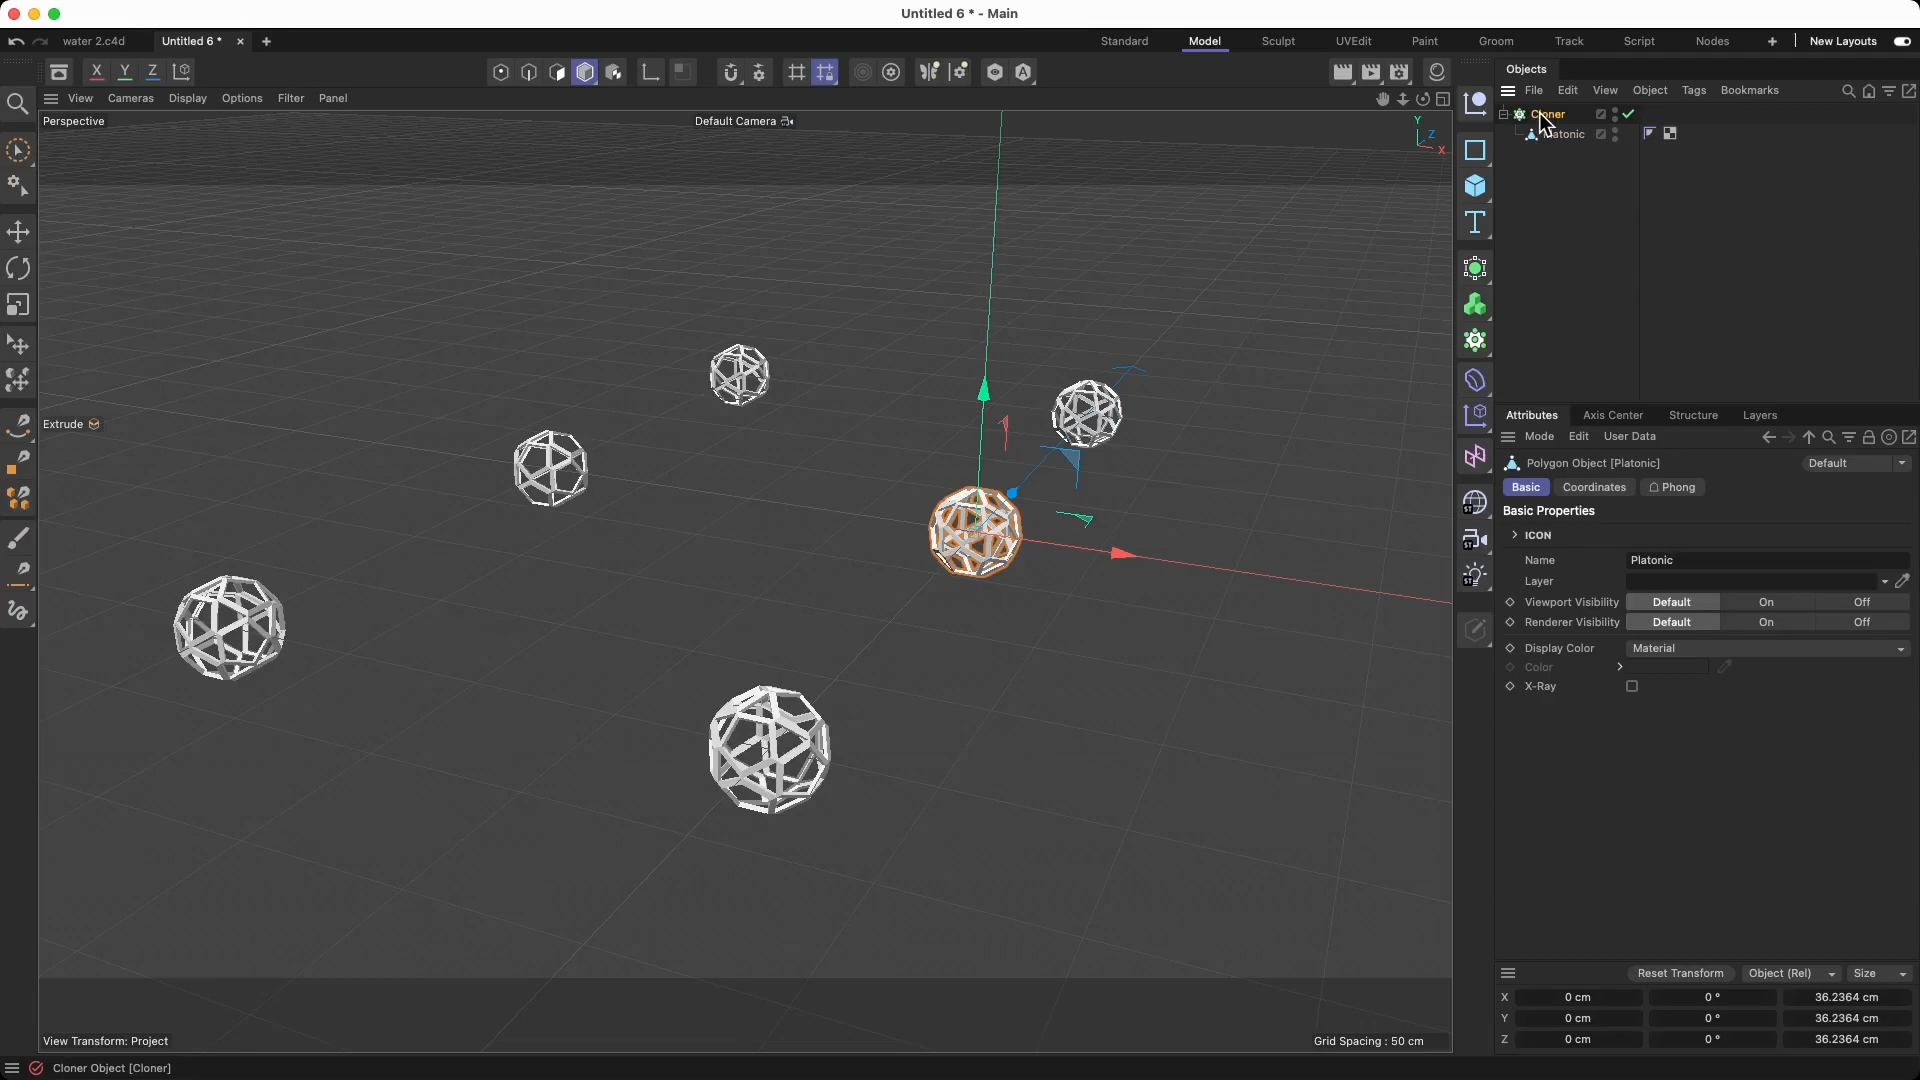 Untitled 6 * - Main
water 2.c4d
Untitled 6 *
Standard
Model
Sculpt
UVEdit
Paint
Groom
Track
Script
Nodes
New Layouts
X
Y
Z
View
Cameras
Display
Options
Filter
Panel
Perspective
Default Camera
Y
Z
X
Extrude
View Transform: Project
Grid Spacing : 50 cm
Cloner Object [Cloner]
Objects
File
Edit
View
Object
Tags
Bookmarks
Attributes
Axis Center
Structure
Layers
Mode
Edit
User Data
Polygon Object [Platonic]
Default
Basic
Coordinates
Phong
Basic Properties
ICON
Name
Platonic
Layer
Viewport Visibility
Default
On
Off
Renderer Visibility
Default
On
Off
Display Color
Material
Color
X-Ray
Reset Transform
Object (Rel)
Size
X
0 cm
0 °
36.2364 cm
Y
0 cm
0 °
36.2364 cm
Z
0 cm
0 °
36.2364 cm